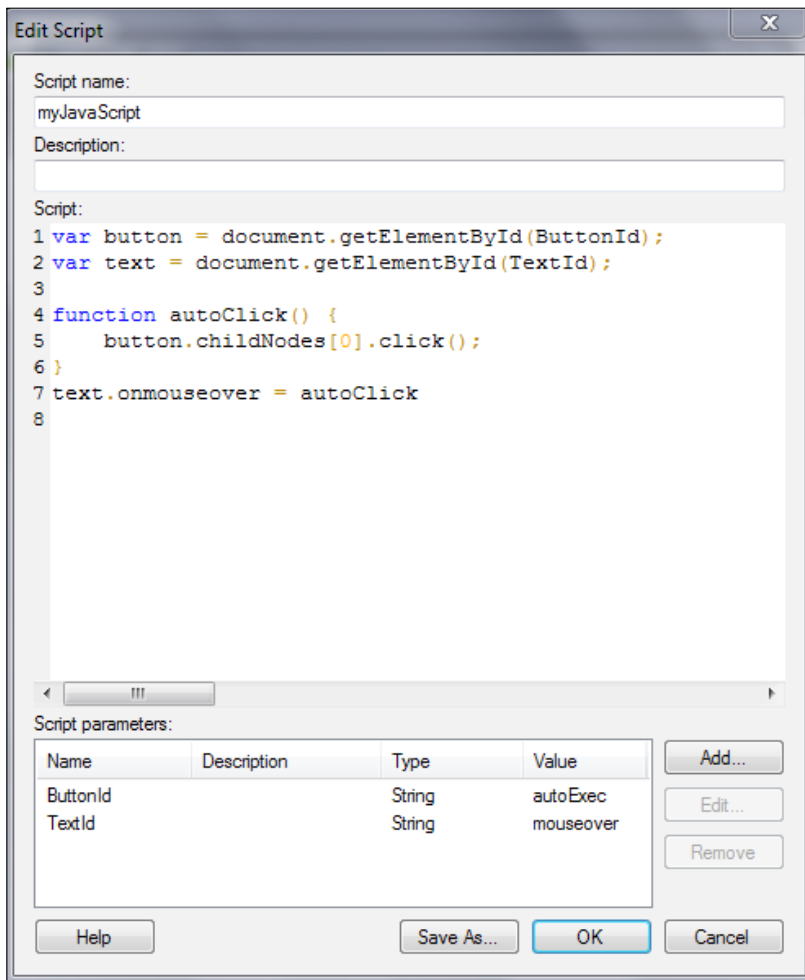 Edit Script
X
Script name:
myJavaScript
Description:
Script:
1 var button = document.getElementById(ButtonId);
2 var text = document.getElementById(TextId);
3
4 function autoClick() {
5     button.childNodes[0].click();
6 }
7 text.onmouseover = autoClick
8
Script parameters:
Name Description Type Value
ButtonId String autoExec
TextId String mouseover
Add...
Edit...
Remove
Help Save As... OK Cancel